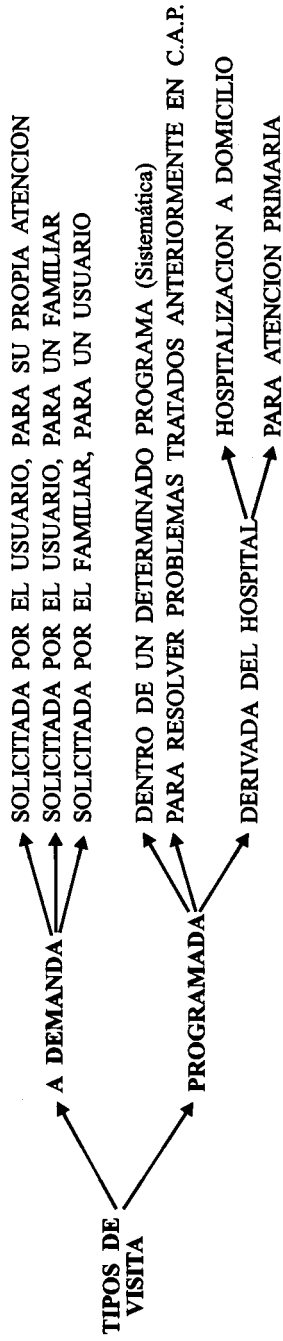 TIPOS DE
VISITA
A DEMANDA
SOLICITADA POR EL USUARIO, PARA SU PROPIA ATENCION
SOLICITADA POR EL USUARIO, PARA UN FAMILIAR
SOLICITADA POR EL FAMILIAR, PARA UN USUARIO
PROGRAMADA
DENTRO DE UN DETERMINADO PROGRAMA (Sistemática)
PARA RESOLVER PROBLEMAS TRATADOS ANTERIORMENTE EN C.A.P.
DERIVADA DEL HOSPITAL
HOSPITALIZACION A DOMICILIO
PARA ATENCION PRIMARIA